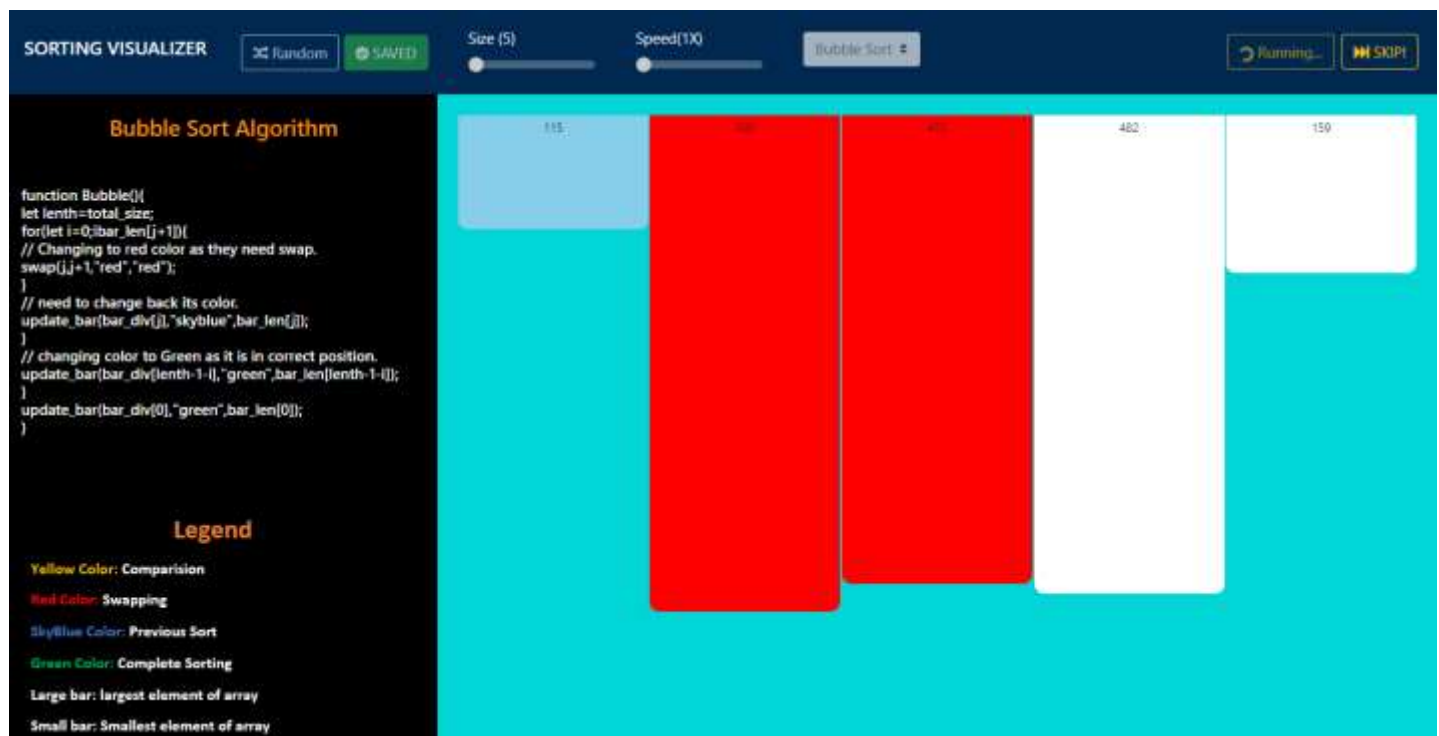 SORTING VISUALIZER
Random
SAVED
Size (5)
Speed(1X)
Bubble Sort
Running...
SKIP!
Bubble Sort Algorithm
115
482
159
function Bubble(){
let lenth=total_size;
for(let i=0;ibar_len[j+1]){
// Changing to red color as they need swap.
swap(j,j+1,"red","red");
}
// need to change back its color.
update_bar(bar_div[j],"skyblue",bar_len[j]);
}
// changing color to Green as it is in correct position.
update_bar(bar_div[lenth-1-i],"green",bar_len[lenth-1-i]);
}
update_bar(bar_div[0],"green",bar_len[0]);
}
Legend
Yellow Color: Comparision
Red Color: Swapping
SkyBlue Color: Previous Sort
Green Color: Complete Sorting
Large bar: largest element of array
Small bar: Smallest element of array